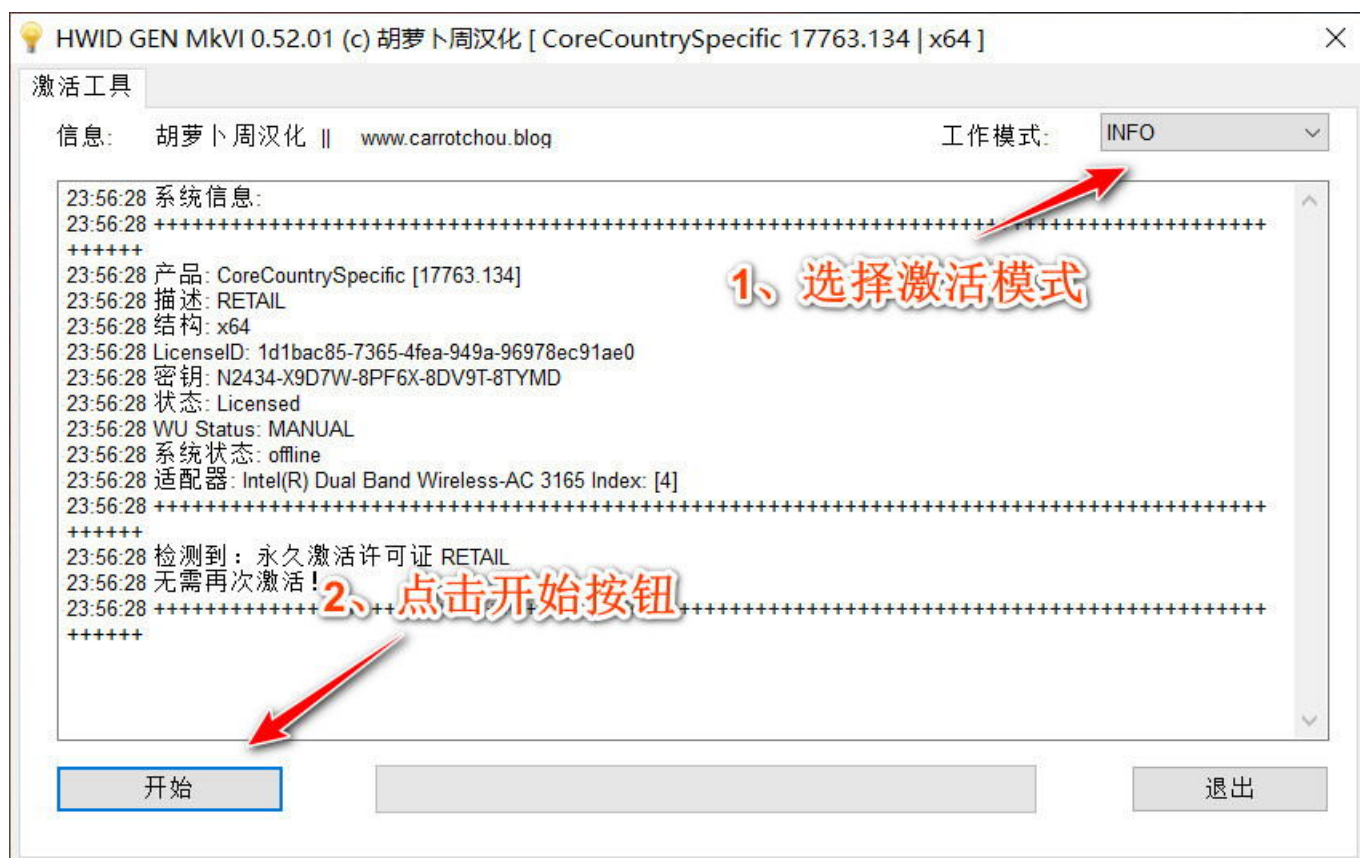 HWID GEN MkVI 0.52.01 (c) 胡萝卜周汉化 [ CoreCountrySpecific 17763.134 | x64 ]
激活工具
信息: 胡萝卜周汉化 || www.carrotchou.blog 工作模式: INFO
23:56:28 系统信息:
23:56:28 +++++++++++++++++++++++++++++++++++++++++++++++++++++++++++++++++++++++++++++++++++++
++++++
23:56:28 产品: CoreCountrySpecific [17763.134]
1、选择激活模式
23:56:28 描述: RETAIL
23:56:28 结构: x64
23:56:28 LicenseID: 1d1bac85-7365-4fea-949a-96978ec91ae0
23:56:28 密钥: N2434-X9D7W-8PF6X-8DV9T-8TYMD
23:56:28 状态: Licensed
23:56:28 WU Status: MANUAL
23:56:28 系统状态: offline
23:56:28 适配器: Intel(R) Dual Band Wireless-AC 3165 Index: [4]
23:56:28 +++++++++++++++++++++++++++++++++++++++++++++++++++++++++++++++++++++++++++++++++++++
++++++
23:56:28 检测到：永久激活许可证 RETAIL
23:56:28 无需再次激活!
2、点击开始按钮
23:56:28 +++++++++++++++++++++++++++++++++++++++++++++++++++++++++++++++++++++++++++++++++++++
++++++
开始 退出